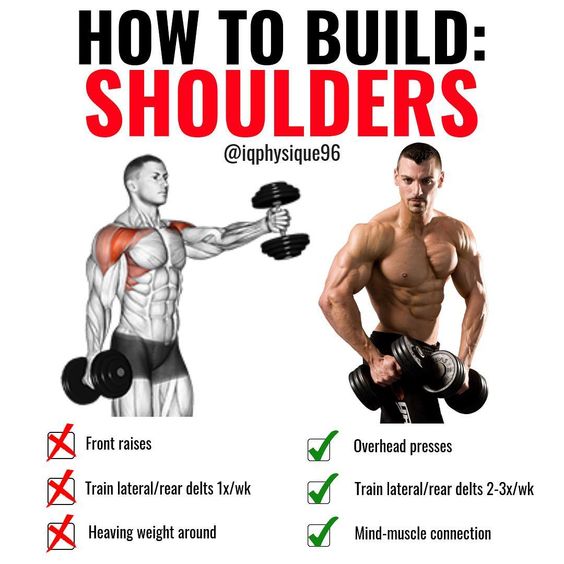 HOW TO BUILD:
SHOULDERS
@iqphysique96
Front raises
Train lateral/rear delts 1x/wk
Heaving weight around
Overhead presses
Train lateral/rear delts 2-3x/wk
Mind-muscle connection